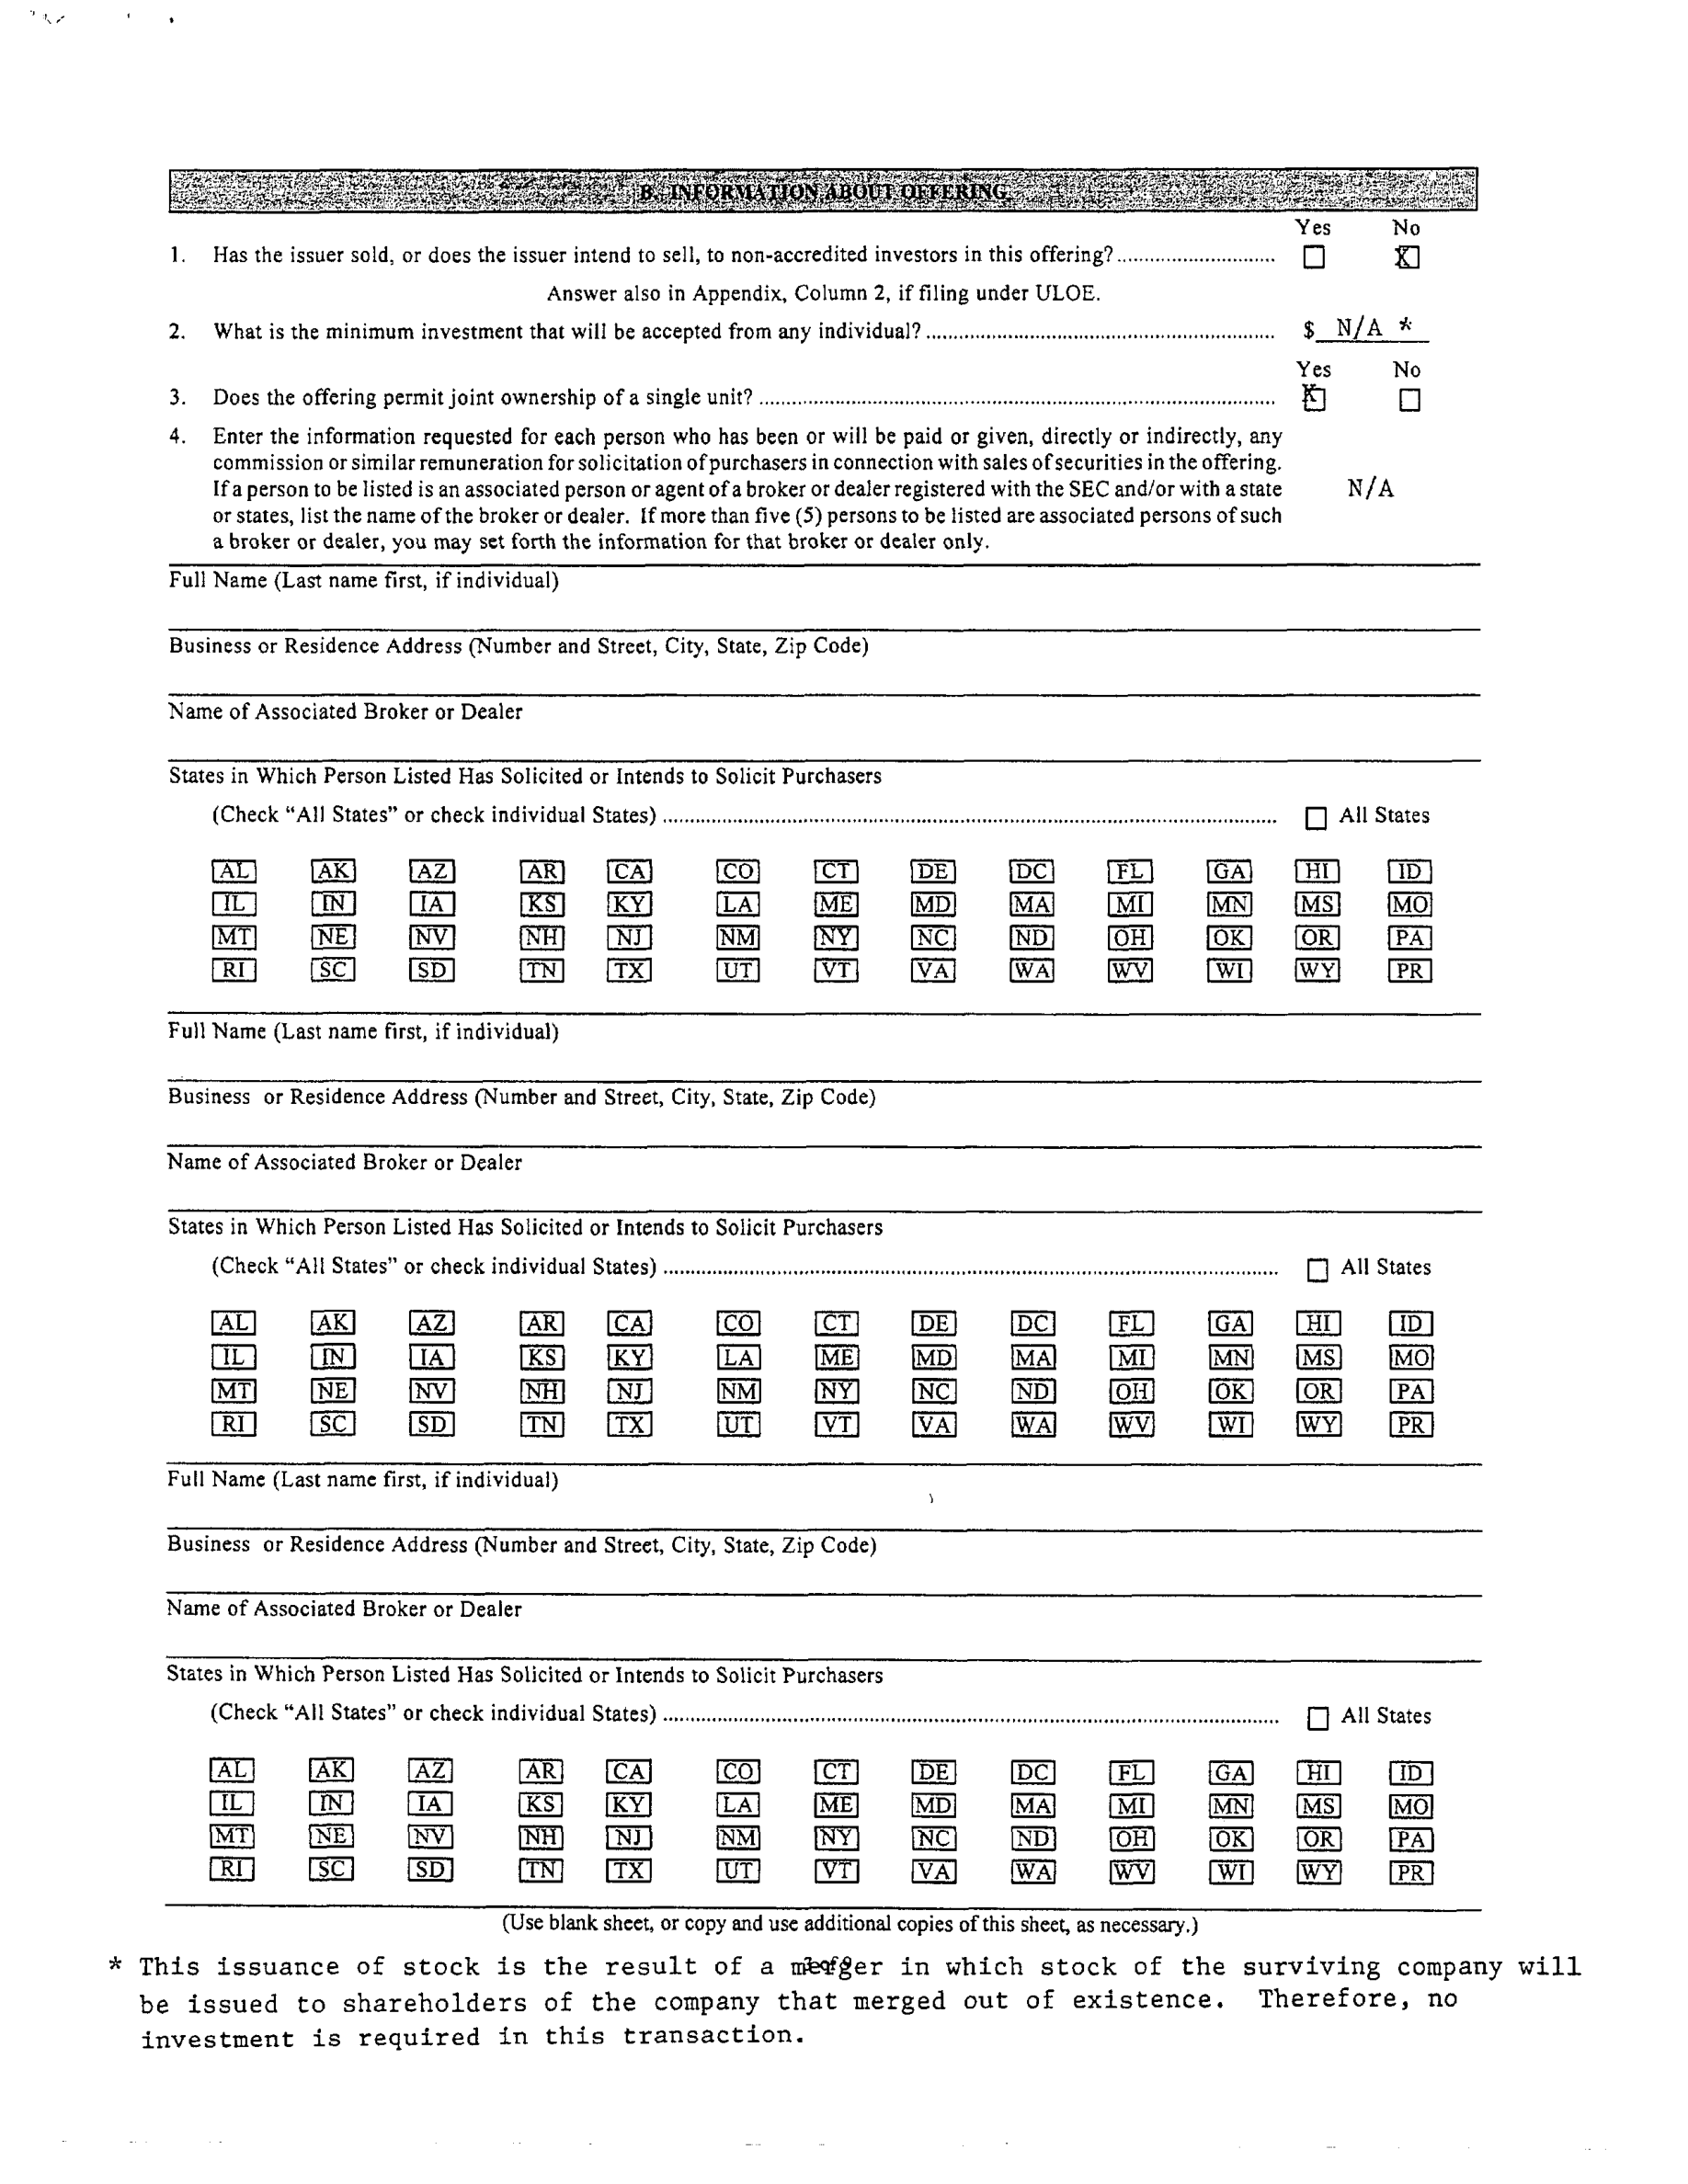 B. INFORMATION ABOUT OFFERING
Yes No
1. Has the issuer sold, or does the issuer intend to sell, to non-accredited investors in this offering? ☐ ☒
Answer also in Appendix, Column 2, if filing under ULOE.
2. What is the minimum investment that will be accepted from any individual? $ N/A *
Yes No
3. Does the offering permit joint ownership of a single unit? ☒ ☐
4. Enter the information requested for each person who has been or will be paid or given, directly or indirectly, any
commission or similar remuneration for solicitation of purchasers in connection with sales of securities in the offering.
If a person to be listed is an associated person or agent of a broker or dealer registered with the SEC and/or with a state N/A
or states, list the name of the broker or dealer. If more than five (5) persons to be listed are associated persons of such
a broker or dealer, you may set forth the information for that broker or dealer only.
Full Name (Last name first, if individual)
Business or Residence Address (Number and Street, City, State, Zip Code)
Name of Associated Broker or Dealer
States in Which Person Listed Has Solicited or Intends to Solicit Purchasers
(Check “All States” or check individual States) ☐ All States
AL AK AZ AR CA CO CT DE DC FL GA HI ID
IL IN IA KS KY LA ME MD MA MI MN MS MO
MT NE NV NH NJ NM NY NC ND OH OK OR PA
RI SC SD TN TX UT VT VA WA WV WI WY PR
Full Name (Last name first, if individual)
Business or Residence Address (Number and Street, City, State, Zip Code)
Name of Associated Broker or Dealer
States in Which Person Listed Has Solicited or Intends to Solicit Purchasers
(Check “All States” or check individual States) ☐ All States
AL AK AZ AR CA CO CT DE DC FL GA HI ID
IL IN IA KS KY LA ME MD MA MI MN MS MO
MT NE NV NH NJ NM NY NC ND OH OK OR PA
RI SC SD TN TX UT VT VA WA WV WI WY PR
Full Name (Last name first, if individual)
Business or Residence Address (Number and Street, City, State, Zip Code)
Name of Associated Broker or Dealer
States in Which Person Listed Has Solicited or Intends to Solicit Purchasers
(Check “All States” or check individual States) ☐ All States
AL AK AZ AR CA CO CT DE DC FL GA HI ID
IL IN IA KS KY LA ME MD MA MI MN MS MO
MT NE NV NH NJ NM NY NC ND OH OK OR PA
RI SC SD TN TX UT VT VA WA WV WI WY PR
(Use blank sheet, or copy and use additional copies of this sheet, as necessary.)
* This issuance of stock is the result of a merger in which stock of the surviving company will
be issued to shareholders of the company that merged out of existence. Therefore, no
investment is required in this transaction.